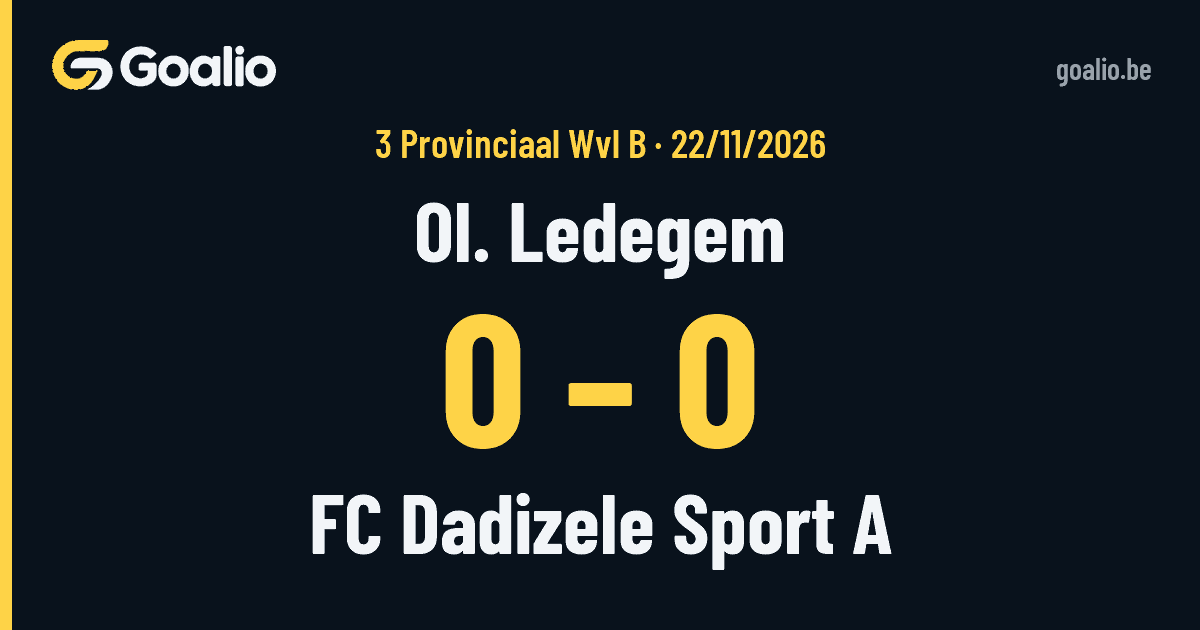 Goalio
goalio.be
3 Provinciaal Wvl B · 22/11/2026
Ol. Ledegem
0 – 0
FC Dadizele Sport A